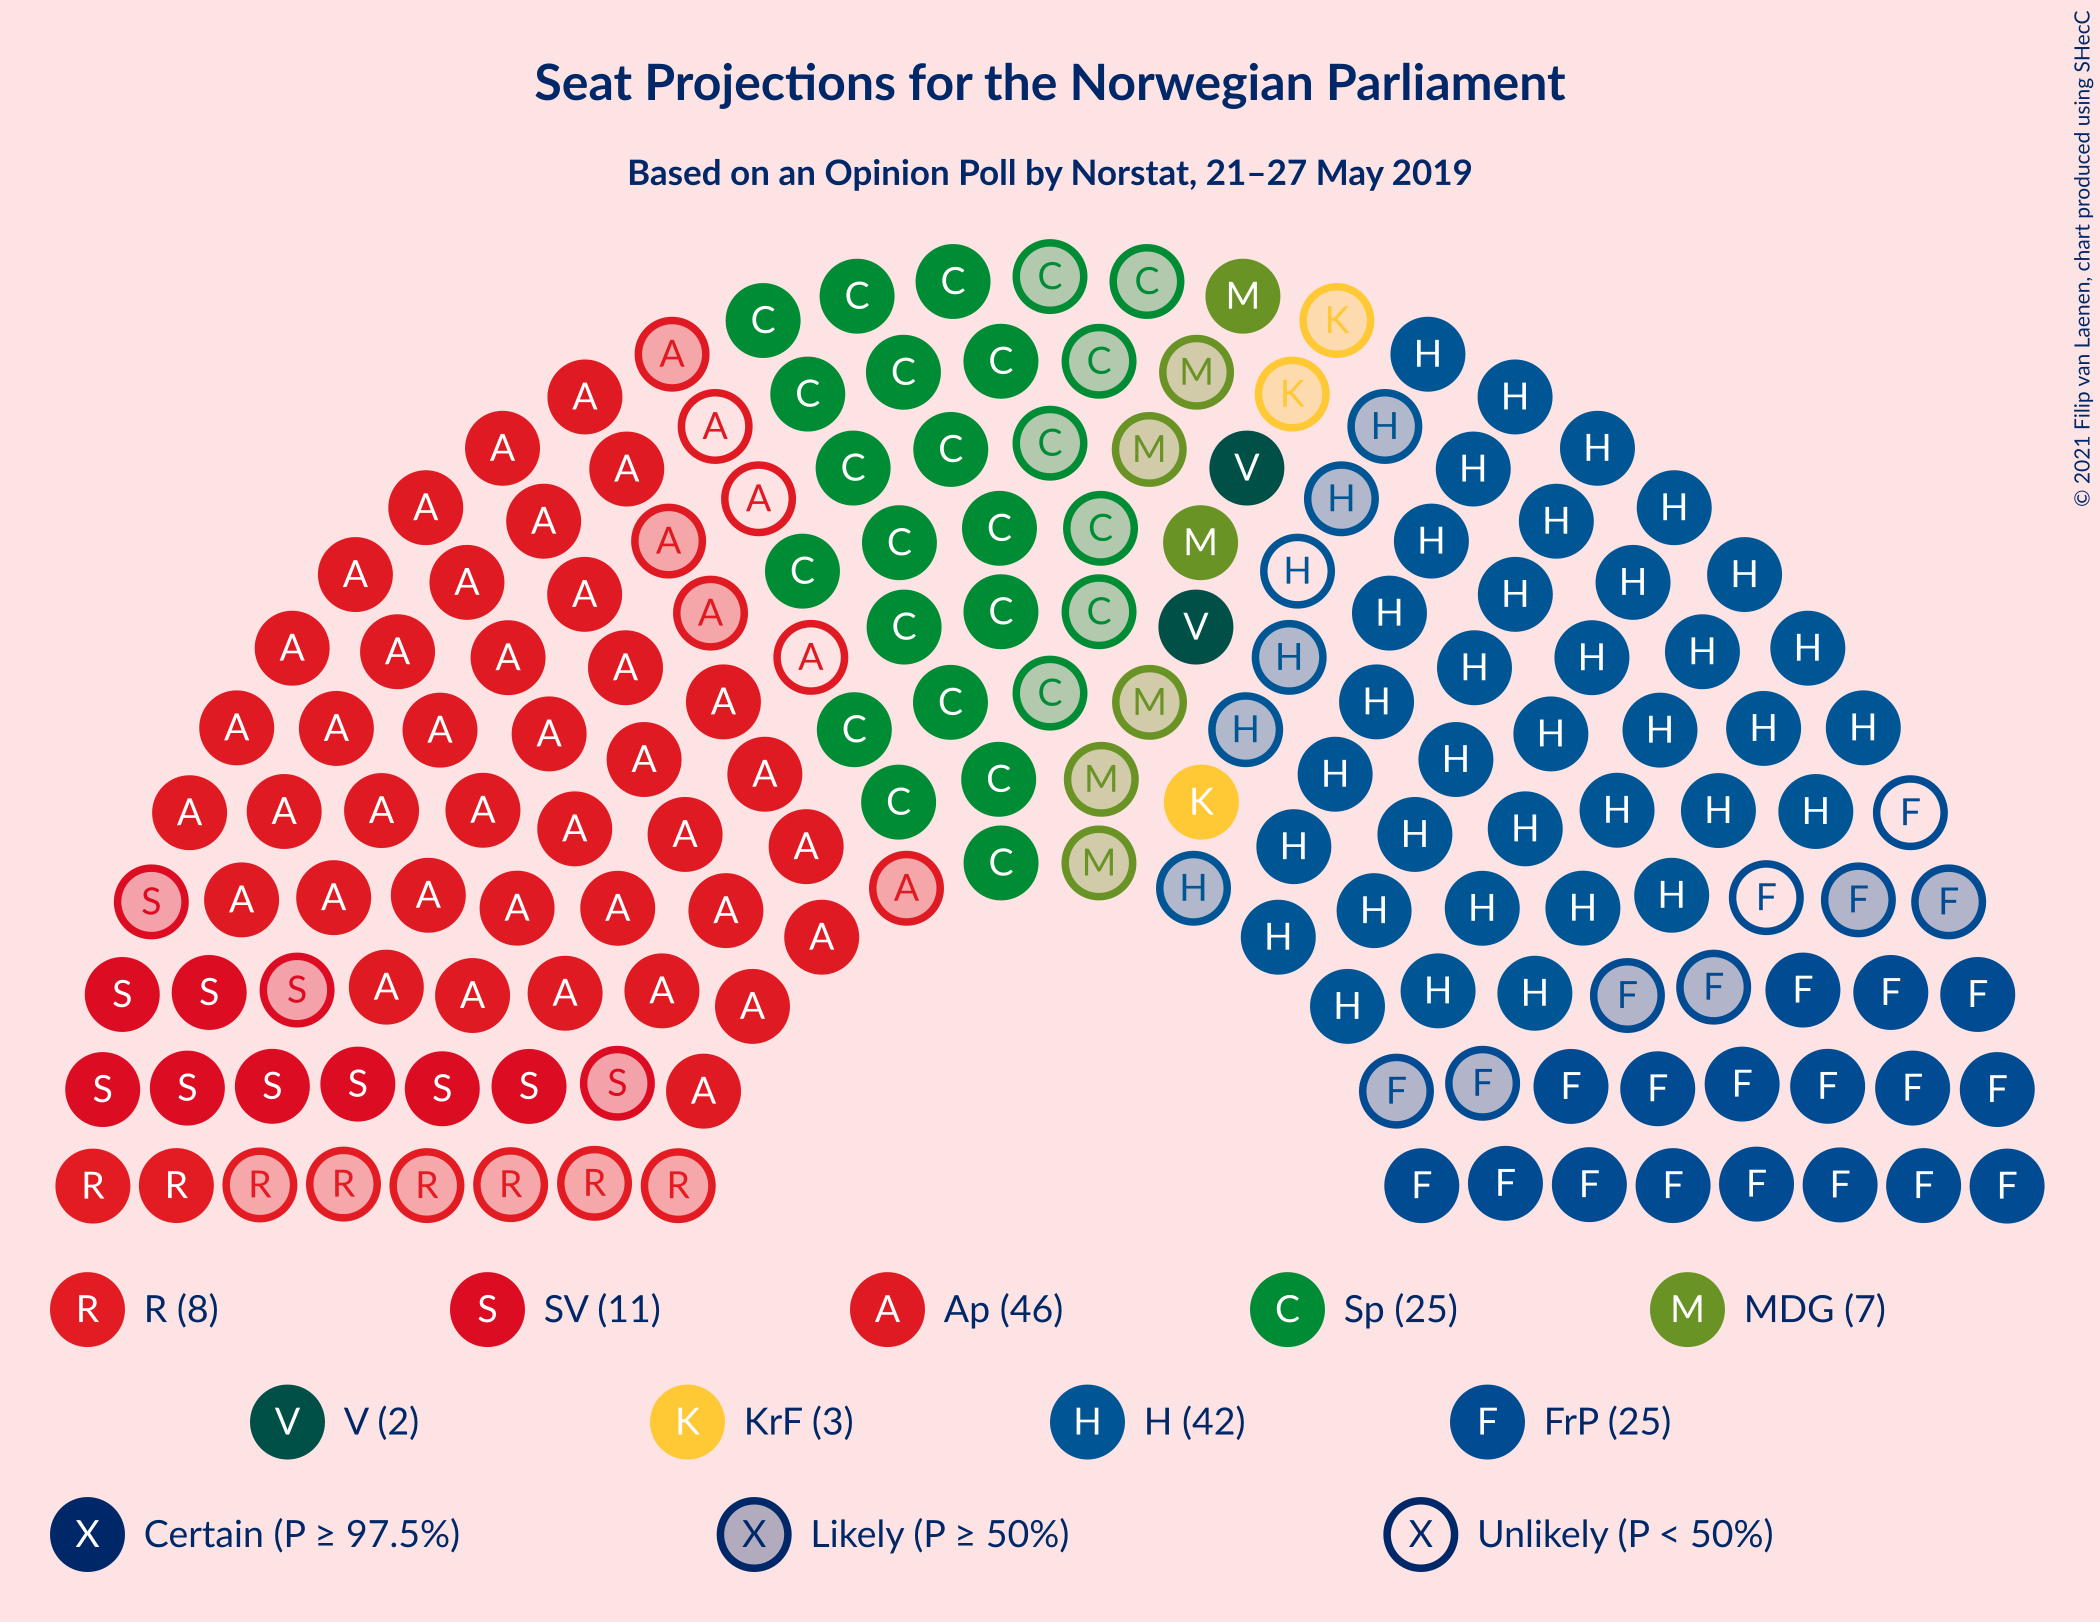 Seat Projections for the Norwegian Parliament
Based on an Opinion Poll by Norstat, 21–27 May 2019
© 2021 Filip van Laenen, chart produced using SHecC
C C C C C M K
A C C C C M K H
A A C C C M V H H
A A A C C C M H H H
A A A C C C V H H H
A A A A C C C M H H H H
A A A A C C M K H H H H
A A A A A C M H H H H H
A A A A A A H H H H H H
A A A A A A H H H H H F
S A A A A A H H H H F F F
S S S A A A A A H H H F F F F F
S S S S S S S A F F F F F F F F
R R R R R R R R F F F F F F F F
R R (8) S SV (11) A Ap (46) C Sp (25) M MDG (7)
V V (2) K KrF (3) H H (42) F FrP (25)
X Certain (P ≥ 97.5%) X Likely (P ≥ 50%) X Unlikely (P < 50%)